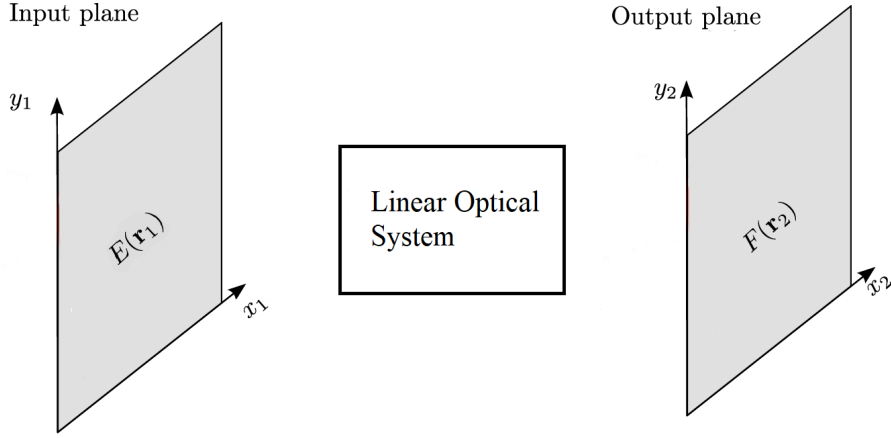 Input plane
Output plane
y₁
y₂
E(r₁)
F(r₂)
Linear Optical
System
x₁
x₂